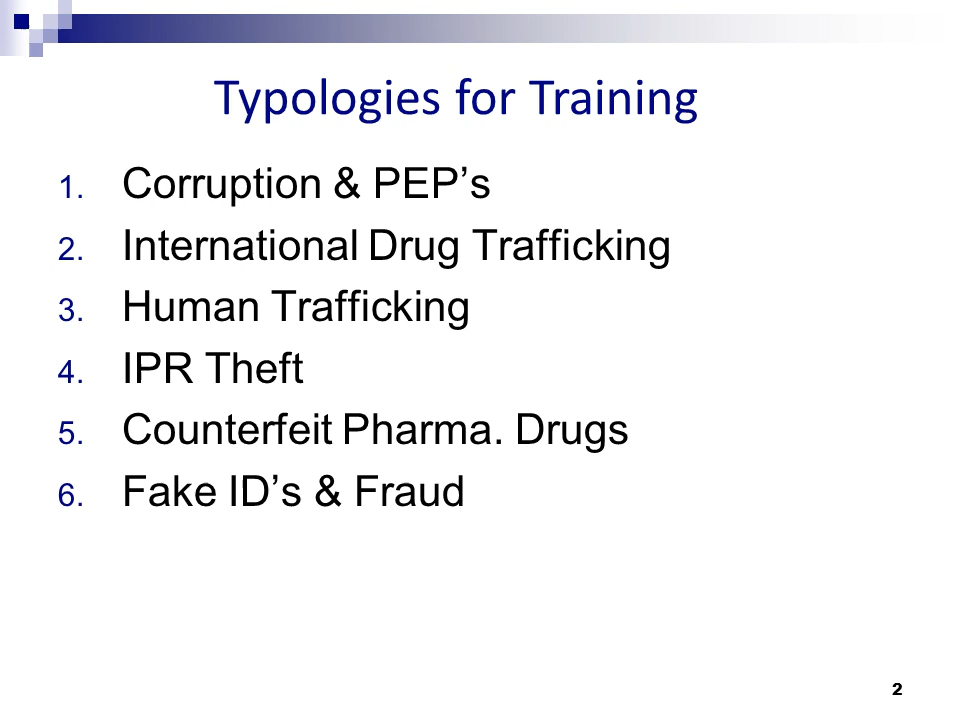 Typologies for Training
1. Corruption & PEP’s
2. International Drug Trafficking
3. Human Trafficking
4. IPR Theft
5. Counterfeit Pharma. Drugs
6. Fake ID’s & Fraud
2